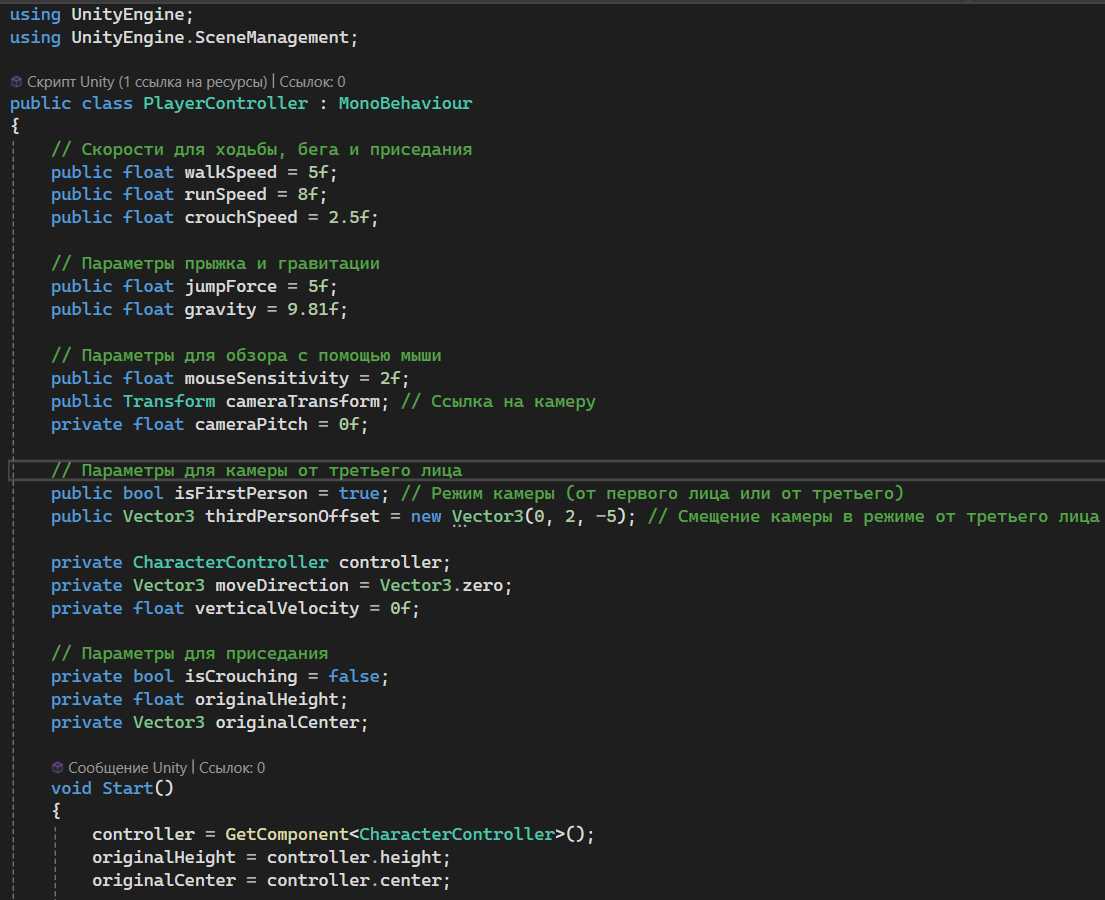 using UnityEngine;
using UnityEngine.SceneManagement;
Скрипт Unity (1 ссылка на ресурсы) | Ссылок: 0
public class PlayerController : MonoBehaviour
{
// Скорости для ходьбы, бега и приседания
public float walkSpeed = 5f;
public float runSpeed = 8f;
public float crouchSpeed = 2.5f;
// Параметры прыжка и гравитации
public float jumpForce = 5f;
public float gravity = 9.81f;
// Параметры для обзора с помощью мыши
public float mouseSensitivity = 2f;
public Transform cameraTransform; // Ссылка на камеру
private float cameraPitch = 0f;
// Параметры для камеры от третьего лица
public bool isFirstPerson = true; // Режим камеры (от первого лица или от третьего)
public Vector3 thirdPersonOffset = new Vector3(0, 2, -5); // Смещение камеры в режиме от третьего лица
private CharacterController controller;
private Vector3 moveDirection = Vector3.zero;
private float verticalVelocity = 0f;
// Параметры для приседания
private bool isCrouching = false;
private float originalHeight;
private Vector3 originalCenter;
Сообщение Unity | Ссылок: 0
void Start()
{
controller = GetComponent<CharacterController>();
originalHeight = controller.height;
originalCenter = controller.center;